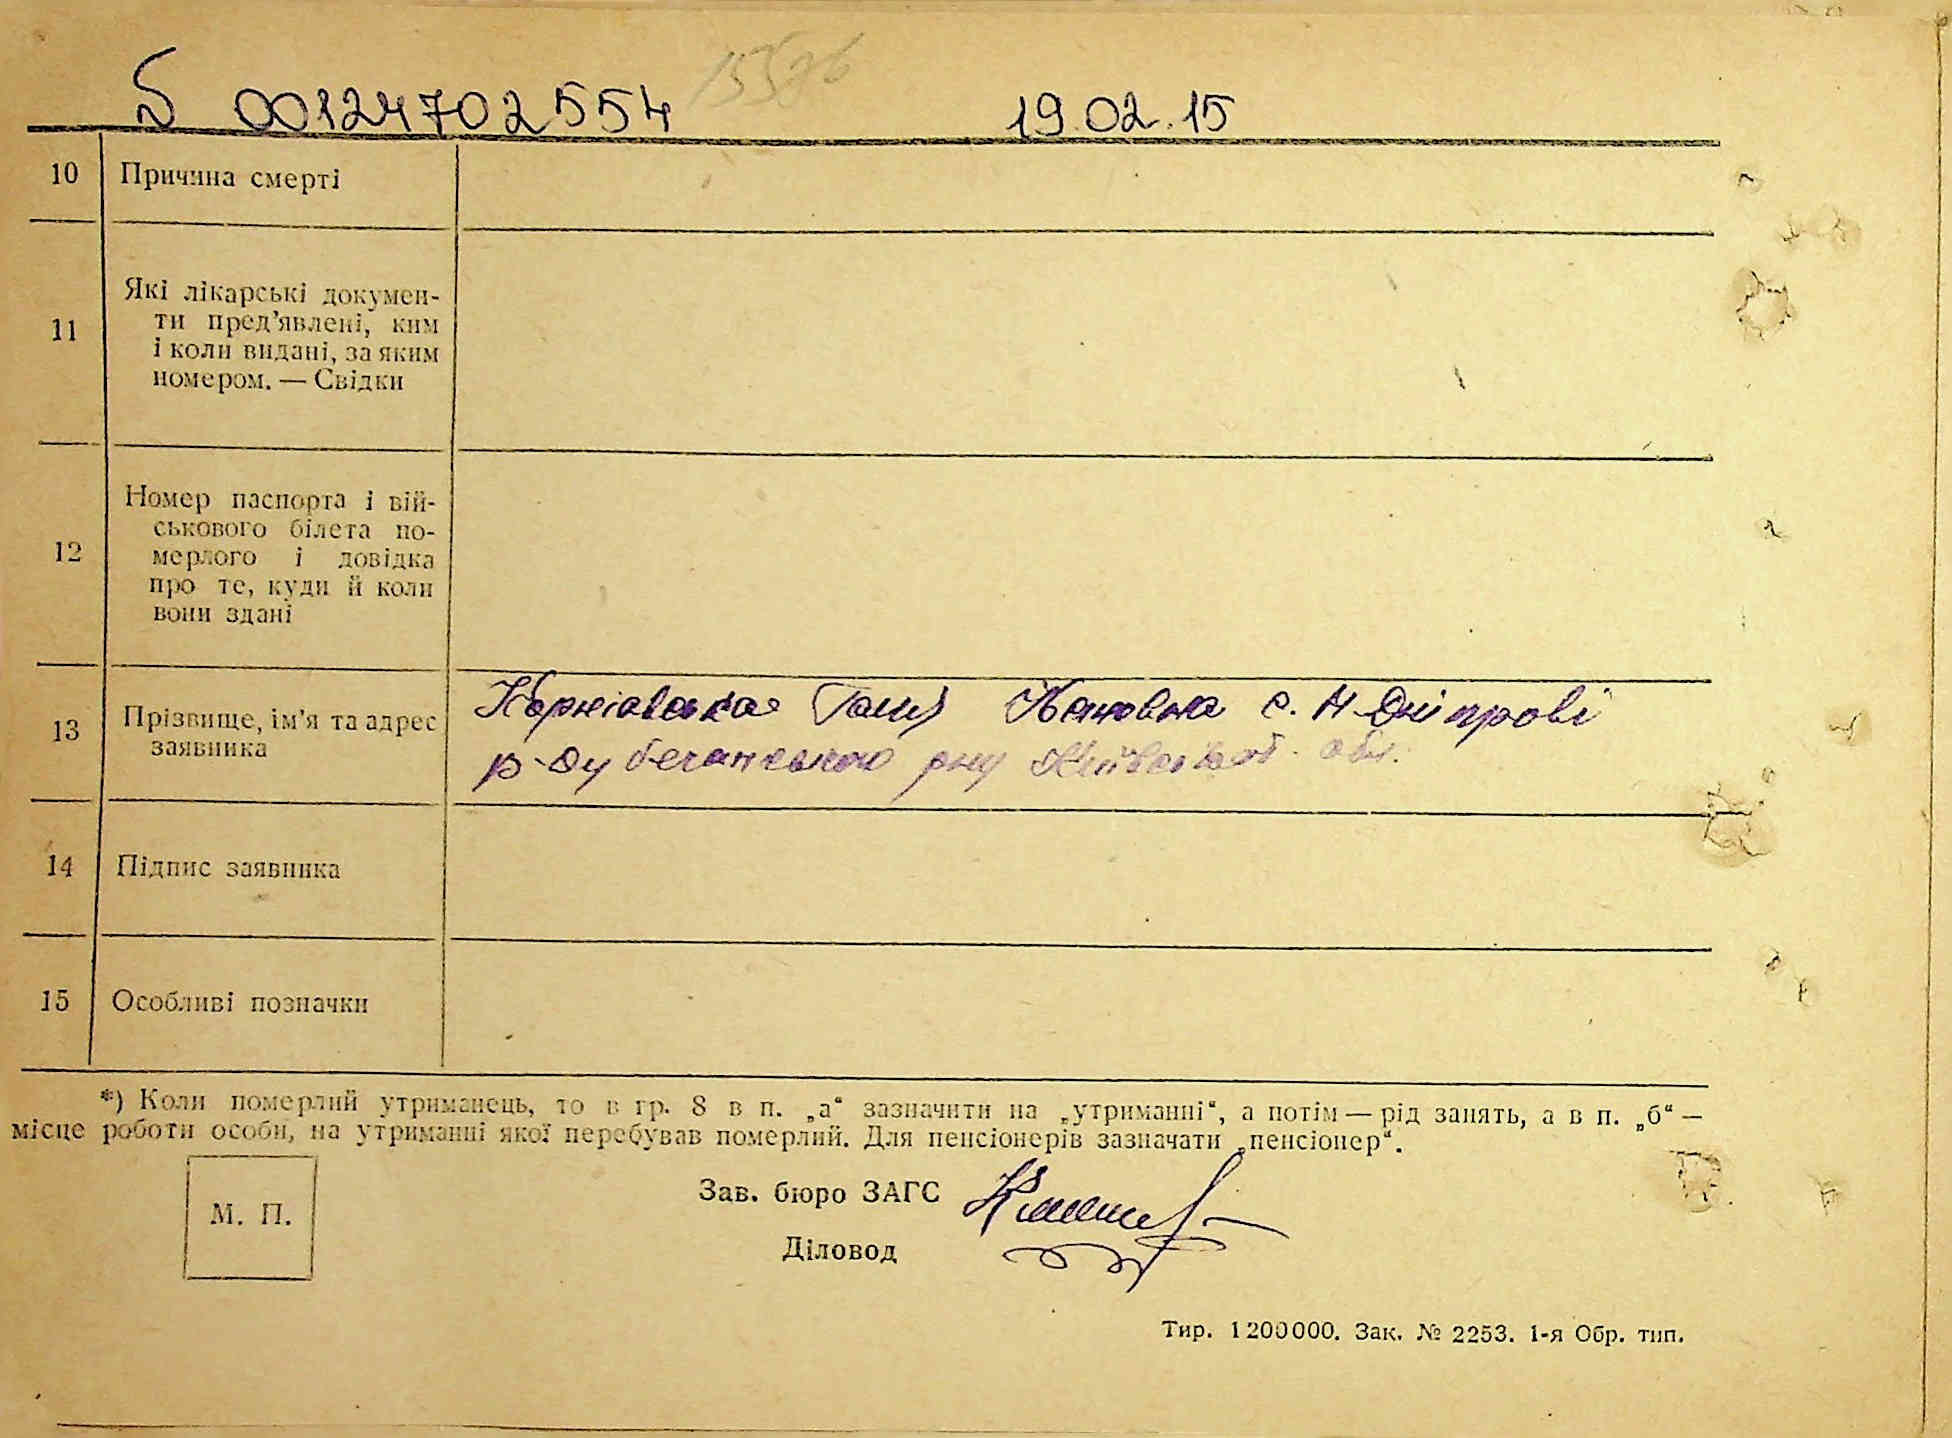 00124702554 19.02.15
10 Причина смерті
11 Які лікарські докумен-
ти пред’явлені, ким
і коли видані, за яким
номером. — Свідки
12 Номер паспорта і вій-
ськового білета по-
мерлого і довідка
про те, куди й коли
вони здані
13 Прізвище, ім’я та адрес
заявника
с. Н-Дніпрові
р-ну Київської обл.
14 Підпис заявника
15 Особливі позначки
*) Коли померлий утриманець, то в гр. 8 в п. „а“ зазначити на „утриманні“, а потім — рід занять, а в п. „б“ —
місце роботи особи, на утриманні якої перебував померлий. Для пенсіонерів зазначати „пенсіонер“.
М. П.
Зав. бюро ЗАГС
Діловод
Тир. 1200000. Зак. № 2253. 1-я Обр. тип.